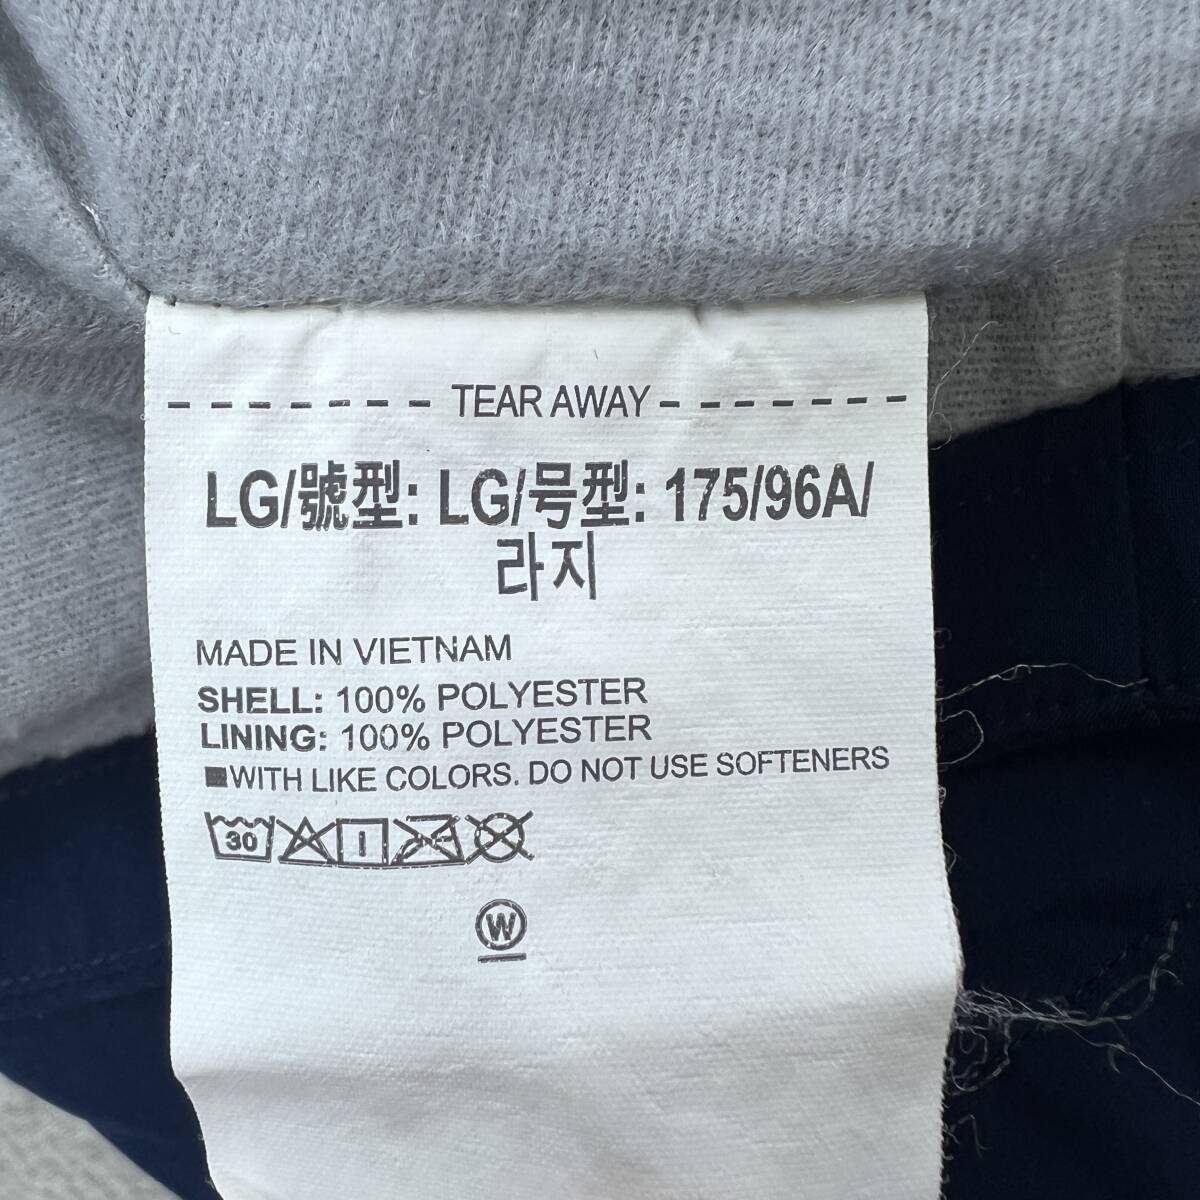 TEAR AWAY
LG/號型: LG/号型: 175/96A/
라지
MADE IN VIETNAM
SHELL: 100% POLYESTER
LINING: 100% POLYESTER
■WITH LIKE COLORS. DO NOT USE SOFTENERS
30
W